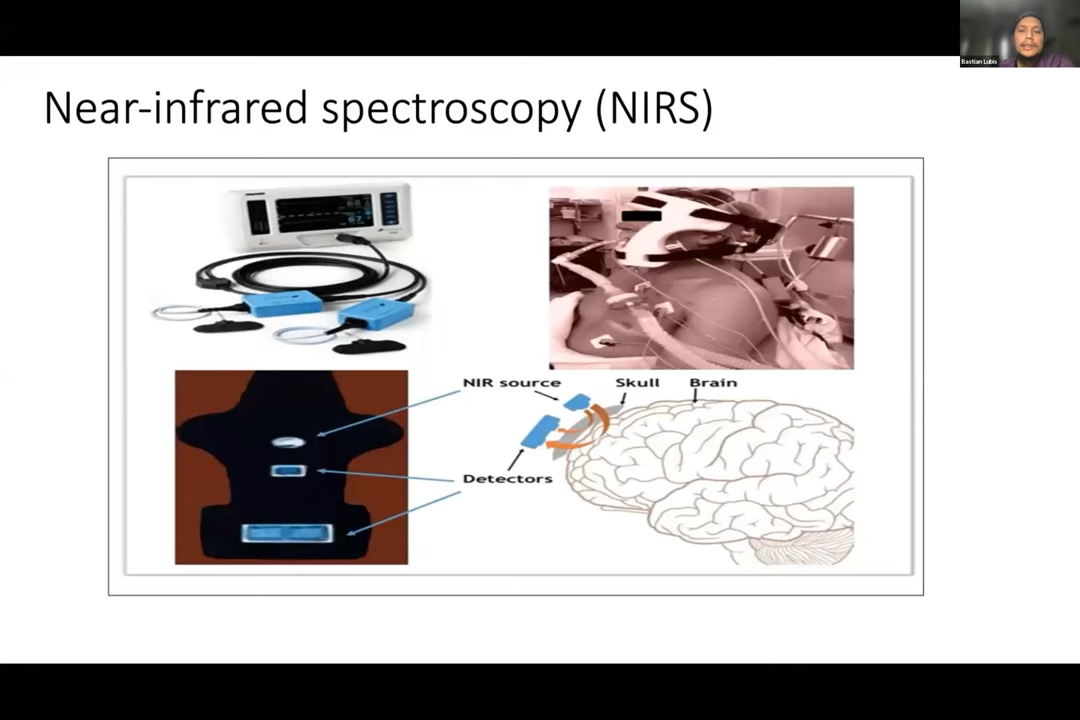 Bastian Lubis
Near-infrared spectroscopy (NIRS)
NIR source
Skull
Brain
Detectors